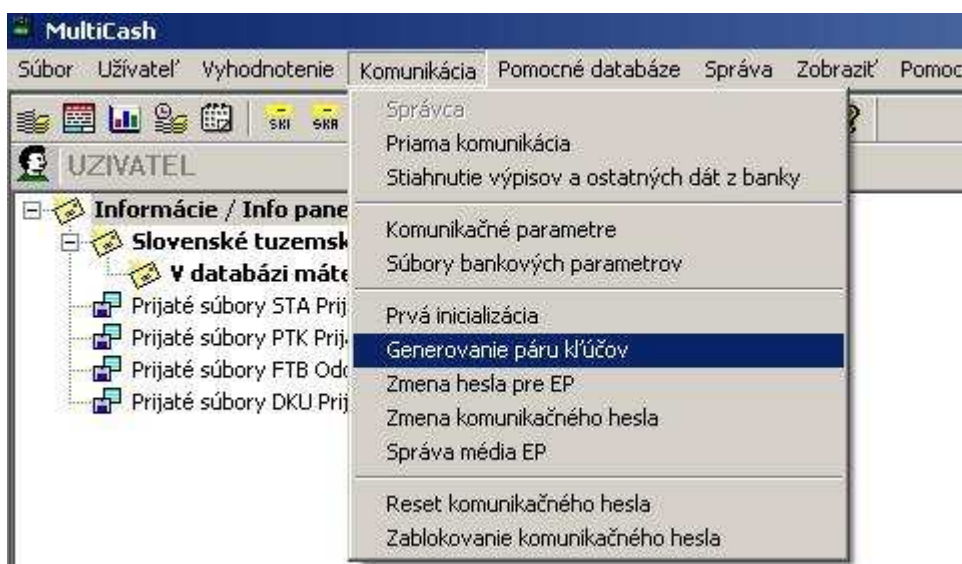 MultiCash
Súbor Užívateľ Vyhodnotenie Komunikácia Pomocné databáze Správa Zobraziť Pomoc
SKI SKA
UZIVATEL
Informácie / Info pane
Slovenské tuzemsk
V databázi máte
Prijaté súbory STA Prij
Prijaté súbory PTK Prij
Prijaté súbory FTB Odo
Prijaté súbory DKU Prij
Správca
Priama komunikácia
Stiahnutie výpisov a ostatných dát z banky
Komunikačné parametre
Súbory bankových parametrov
Prvá inicializácia
Generovanie páru kľúčov
Zmena hesla pre EP
Zmena komunikačného hesla
Správa média EP
Reset komunikačného hesla
Zablokovanie komunikačného hesla